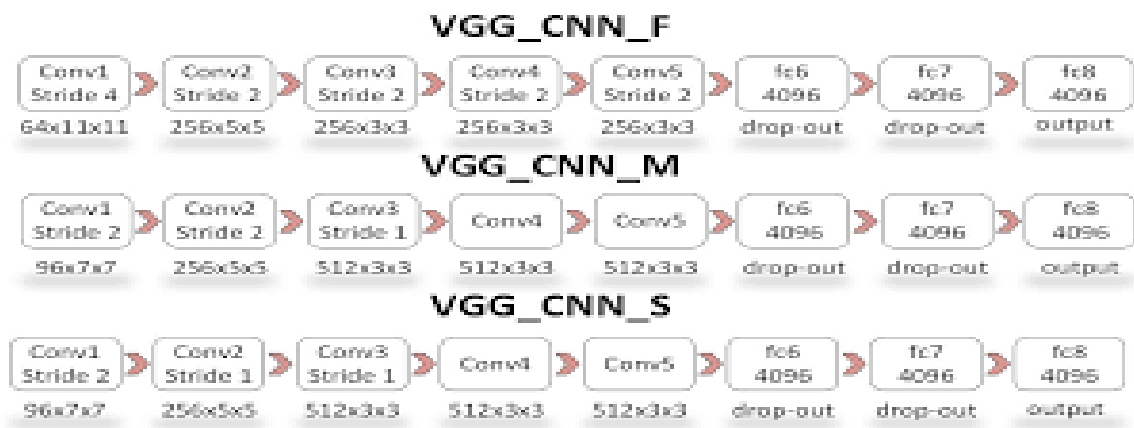 VGG_CNN_F
Conv1 Conv2 Conv3 Conv4 Conv5 fc6 fc7 fc8
Stride 4 Stride 2 Stride 2 Stride 2 Stride 2 4096 4096 4096
64x11x11 256x5x5 256x3x3 256x3x3 256x3x3 drop-out drop-out output
VGG_CNN_M
Conv1 Conv2 Conv3 Conv4 Conv5 fc6 fc7 fc8
Stride 2 Stride 2 Stride 1 4096 4096 4096
96x7x7 256x5x5 512x3x3 512x3x3 512x3x3 drop-out drop-out output
VGG_CNN_S
Conv1 Conv2 Conv3 Conv4 Conv5 fc6 fc7 fc8
Stride 2 Stride 1 Stride 1 4096 4096 4096
96x7x7 256x5x5 512x3x3 512x3x3 512x3x3 drop-out drop-out output